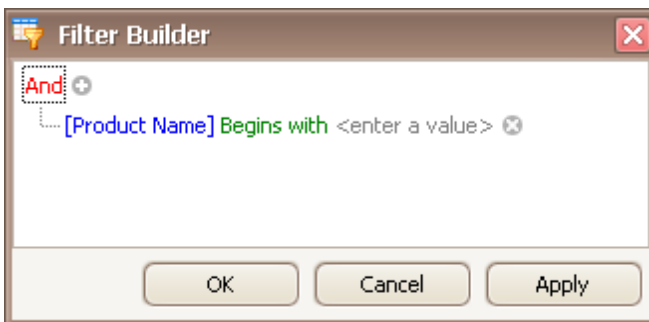 Filter Builder
And
[Product Name] Begins with <enter a value>
OK Cancel Apply